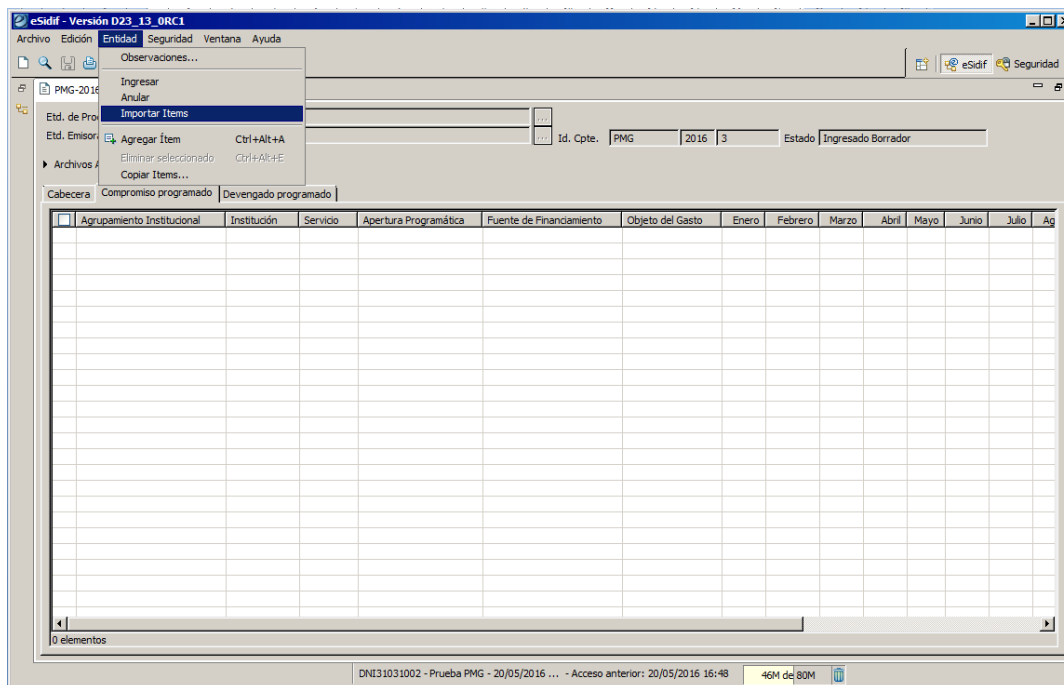 eSidif - Versión D23_13_0RC1
Archivo Edición Entidad Seguridad Ventana Ayuda
Observaciones...
eSidif Seguridad
Ingresar
PMG-2016
Anular
Importar Items
Etd. de Pro
Etd. Emisor
Id. Cpte. PMG 2016 3 Estado Ingresado Borrador
Agregar Ítem Ctrl+Alt+A
Eliminar seleccionado Ctrl+Alt+E
Archivos A
Copiar Items...
Cabecera Compromiso programado Devengado programado
Agrupamiento Institucional Institución Servicio Apertura Programática Fuente de Financiamiento Objeto del Gasto Enero Febrero Marzo Abril Mayo Junio Julio Ag
0 elementos
DNI31031002 - Prueba PMG - 20/05/2016 ... - Acceso anterior: 20/05/2016 16:48 46M de 80M